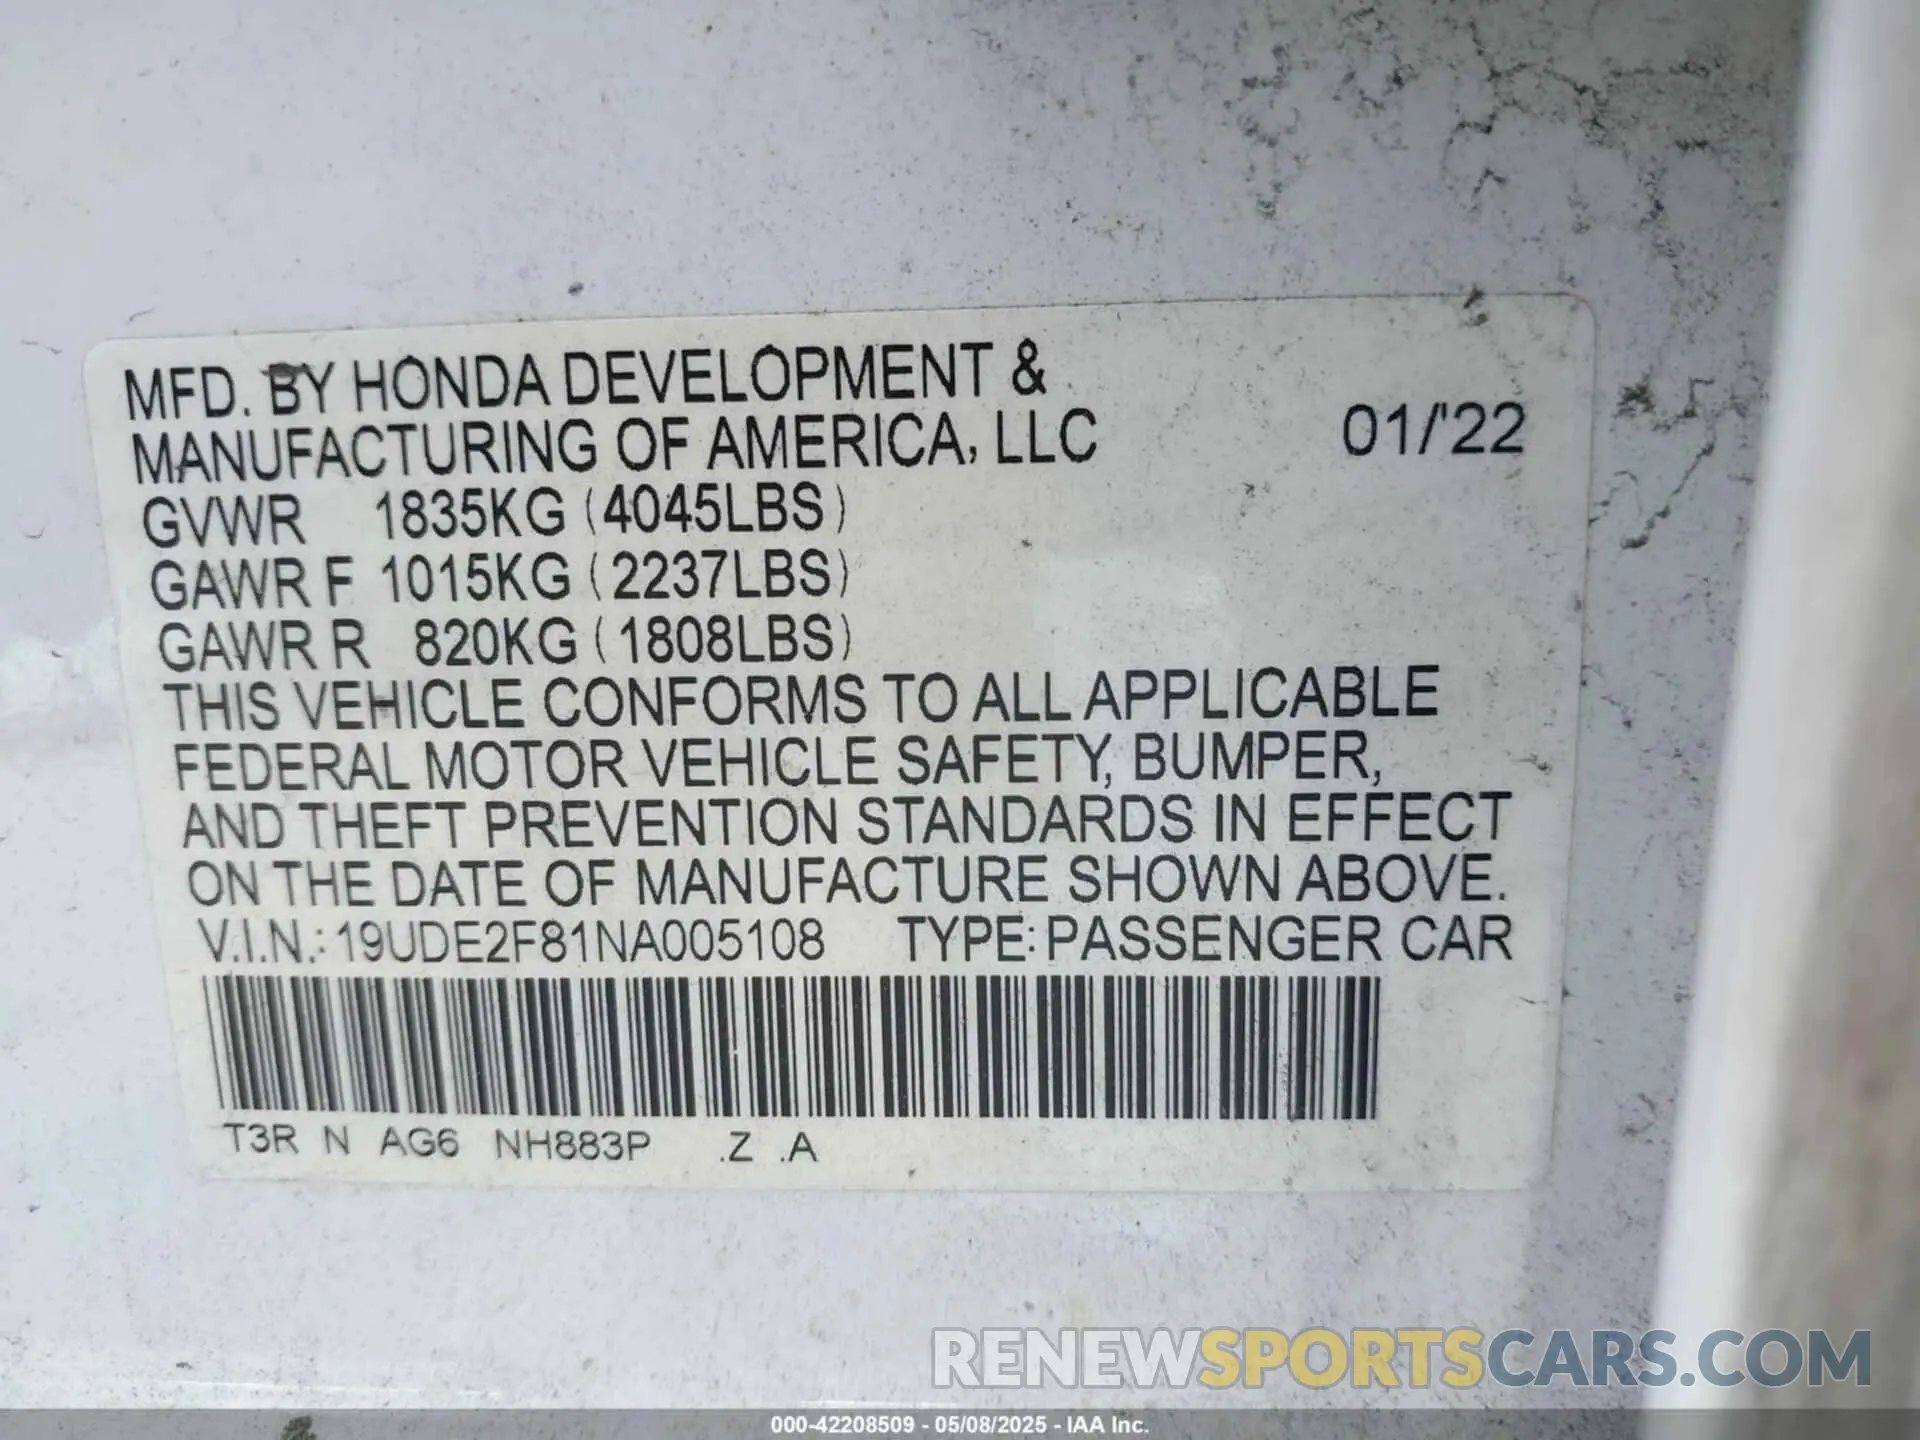 MFD. BY HONDA DEVELOPMENT &
MANUFACTURING OF AMERICA, LLC 01/'22
GVWR 1835KG (4045LBS)
GAWR F 1015KG (2237LBS)
GAWR R 820KG (1808LBS)
THIS VEHICLE CONFORMS TO ALL APPLICABLE
FEDERAL MOTOR VEHICLE SAFETY, BUMPER,
AND THEFT PREVENTION STANDARDS IN EFFECT
ON THE DATE OF MANUFACTURE SHOWN ABOVE.
V.I.N.: 19UDE2F81NA005108 TYPE: PASSENGER CAR
T3R N AG6 NH883P .Z .A
RENEWSPORTSCARS.COM
000-42208509 - 05/08/2025 - IAA Inc.